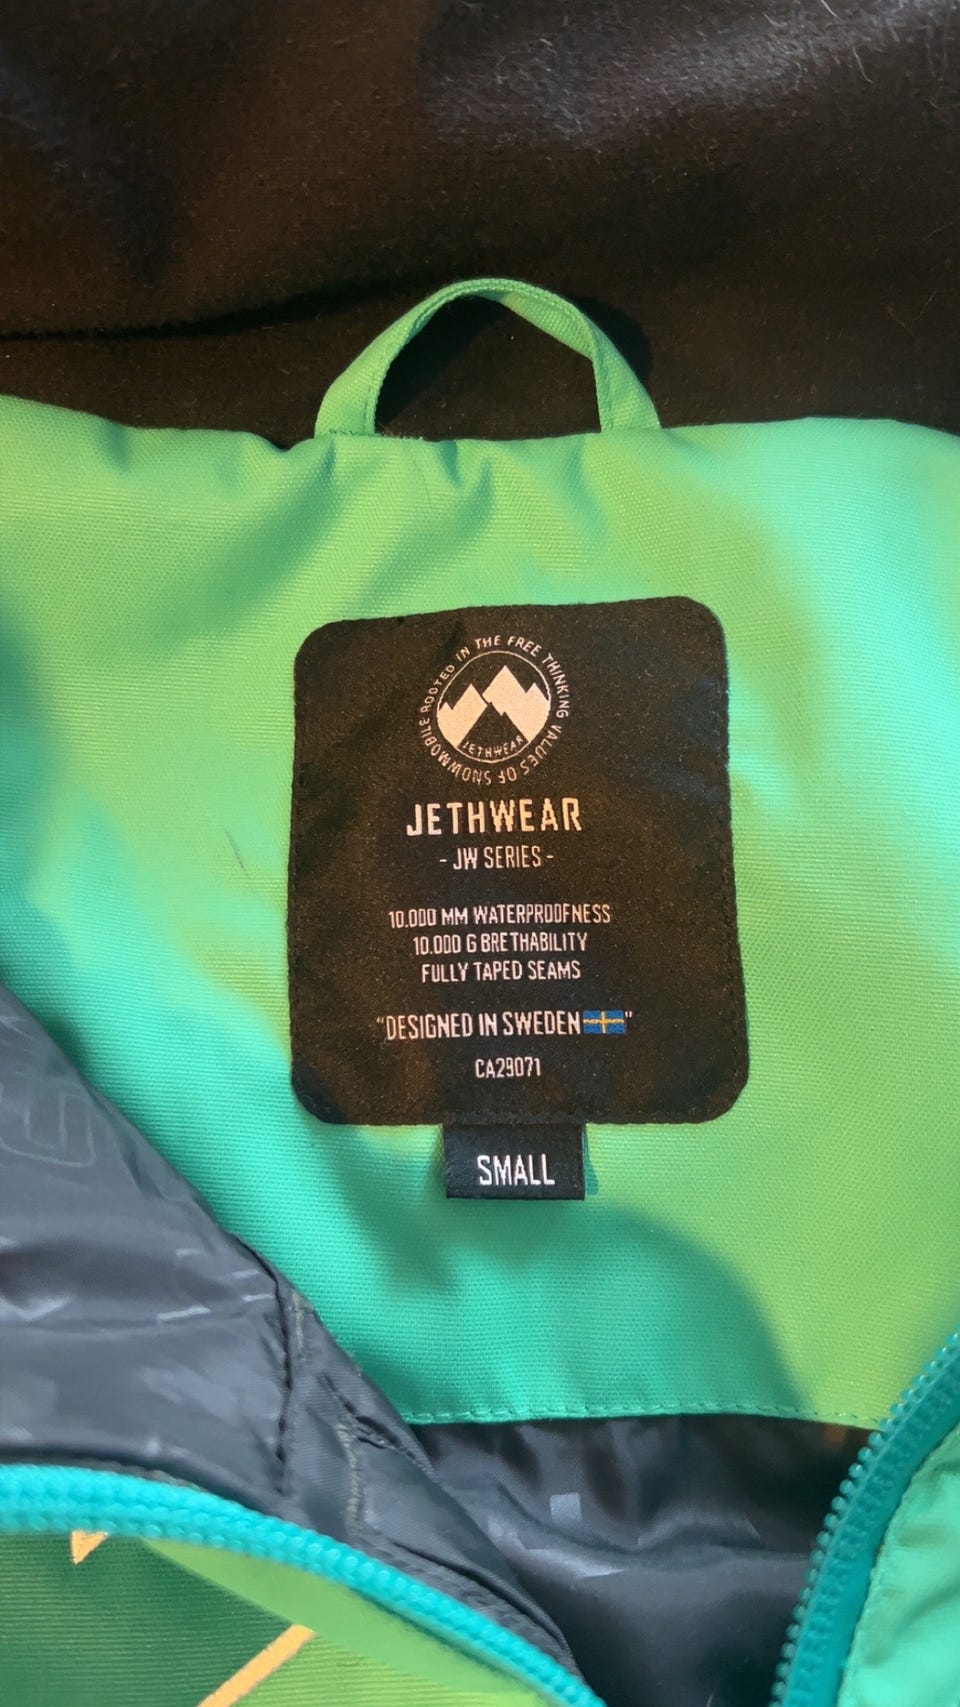 ROOTED IN THE FREE THINKING VALUES OF SNOWMOBILE
JETHWEAR
JETHWEAR
- JW SERIES -
10.000 MM WATERPROOFNESS
10.000 G BRETHABILITY
FULLY TAPED SEAMS
"DESIGNED IN SWEDEN"
CA29071
SMALL